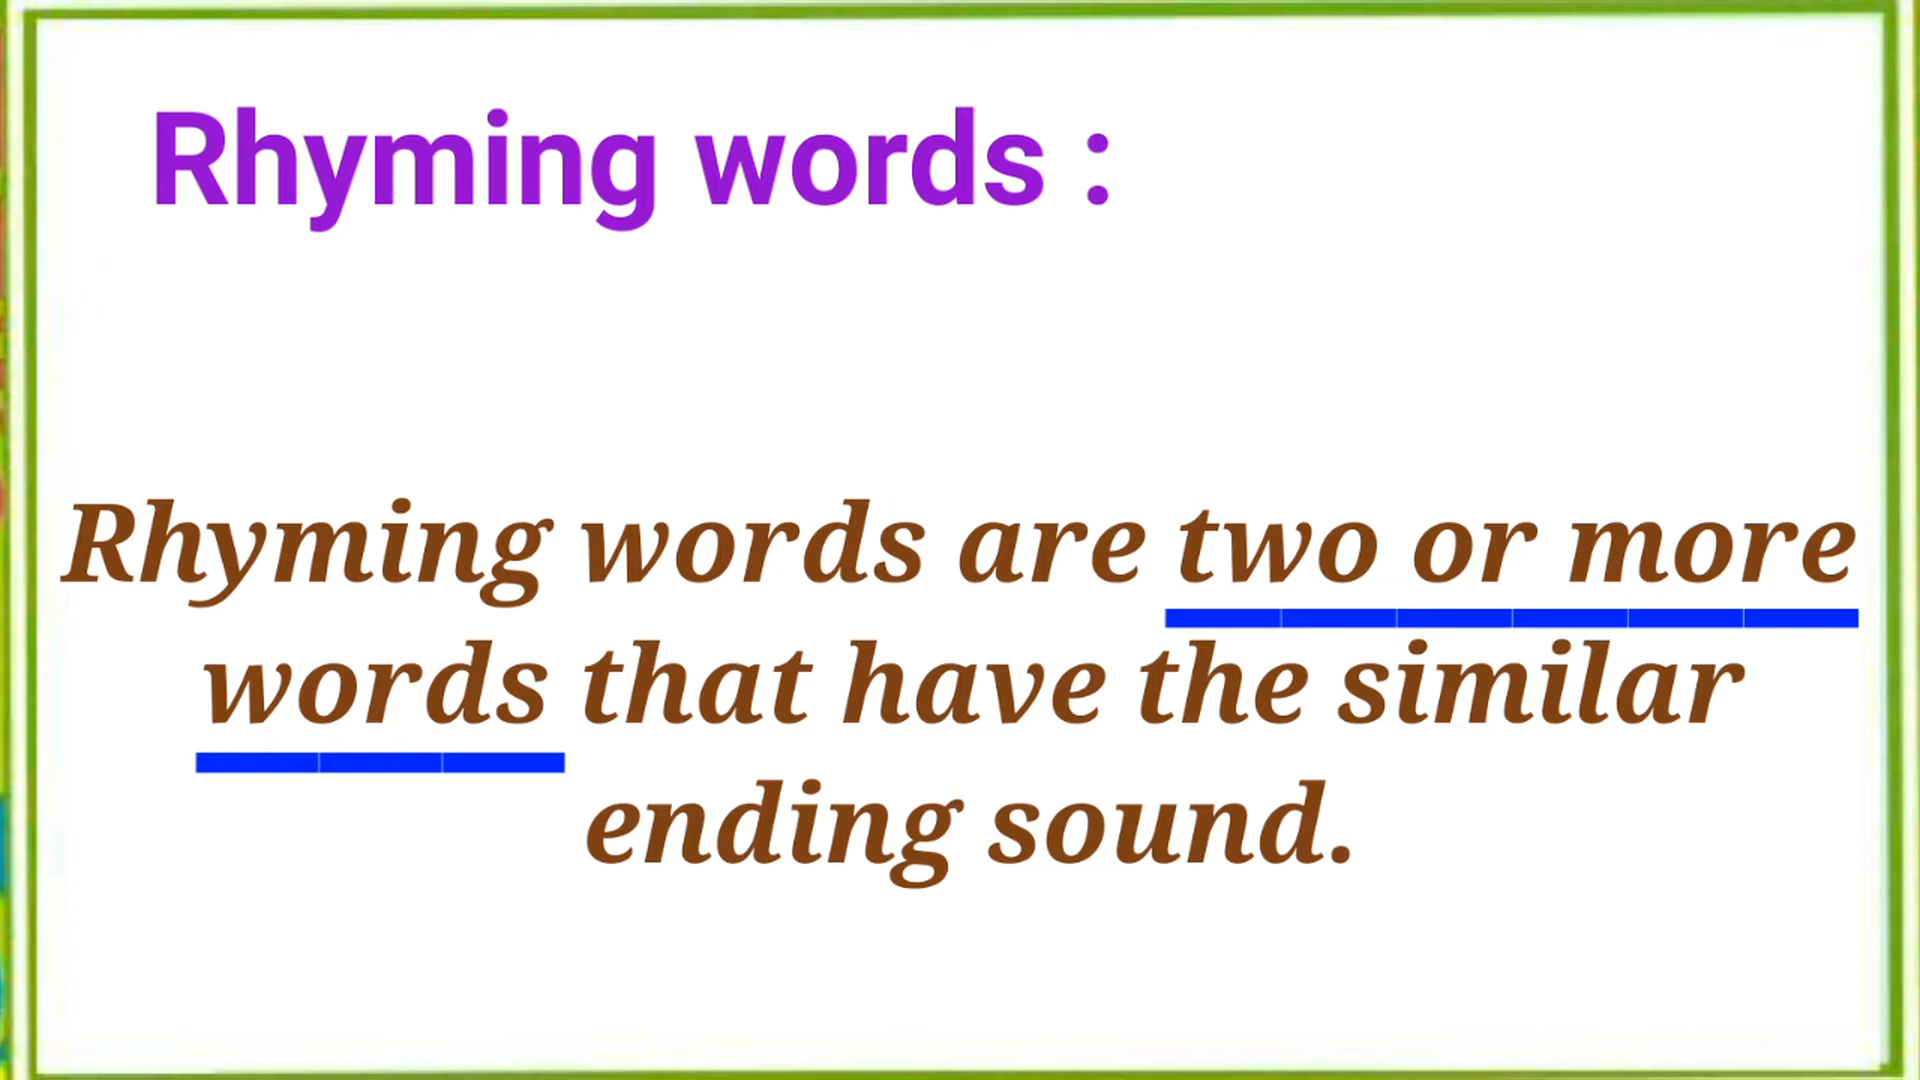 Rhyming words :
Rhyming words are two or more
words that have the similar
ending sound.